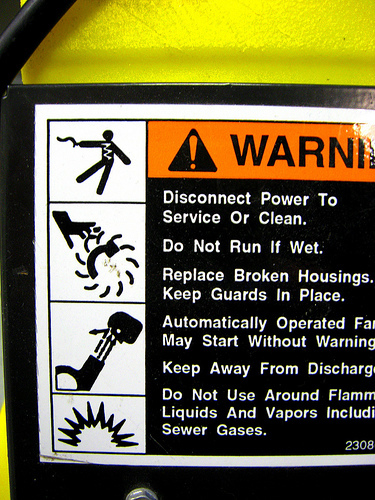 WARNI
Disconnect Power To
Service Or Clean.
Do Not Run If Wet.
Replace Broken Housings.
Keep Guards In Place.
Automatically Operated Fa
May Start Without Warning
Keep Away From Discharg
Do Not Use Around Flamm
Liquids And Vapors Includi
Sewer Gases.
2308